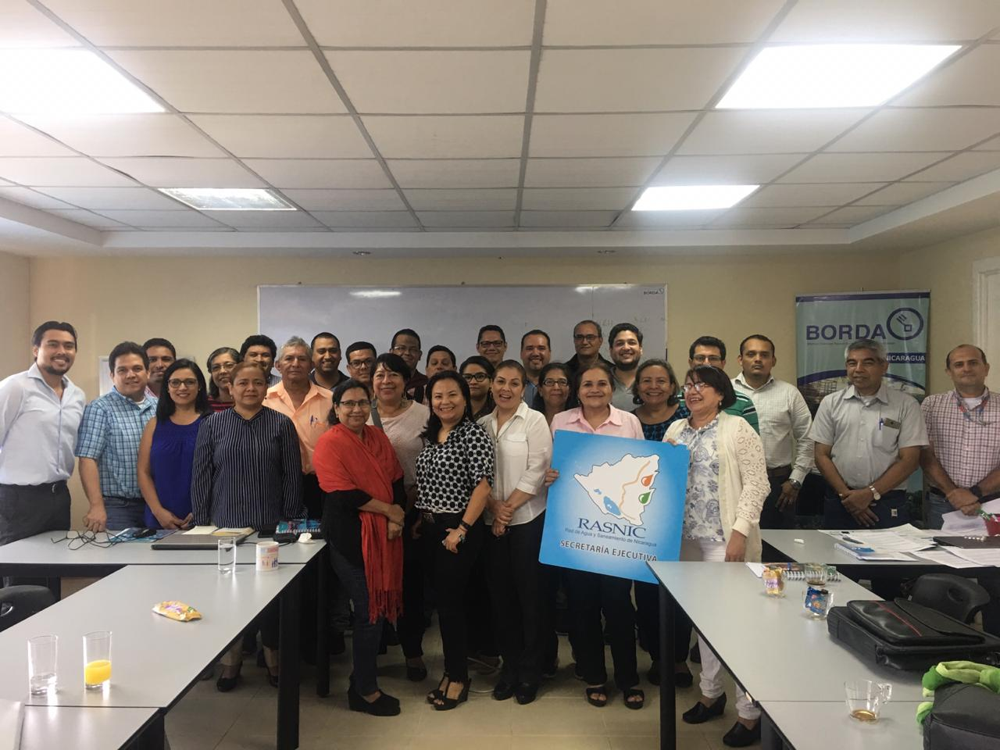 BORDA
BORDA
NICARAGUA
RASNIC
Red de Agua y Saneamiento de Nicaragua
SECRETARÍA EJECUTIVA